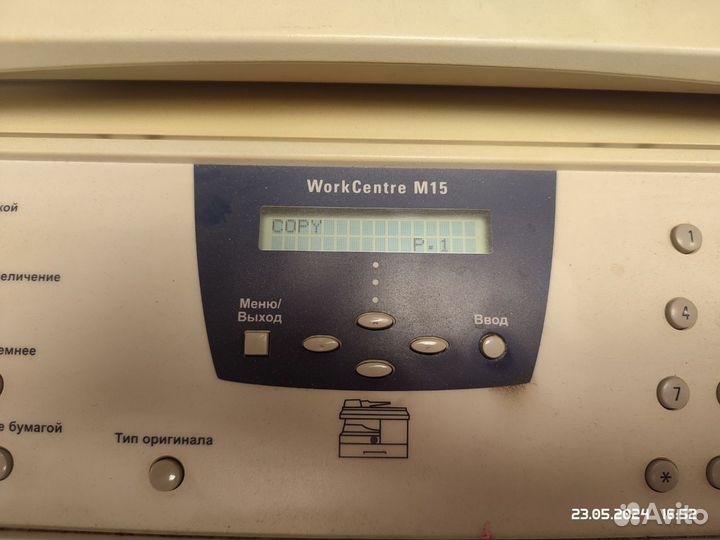 WorkCentre M15
COPY
P.1
кой
еличение
емнее
е бумагой
Меню/
Выход
Ввод
Тип оригинала
1
4
7
*
23.05.2024 16:52
Avito